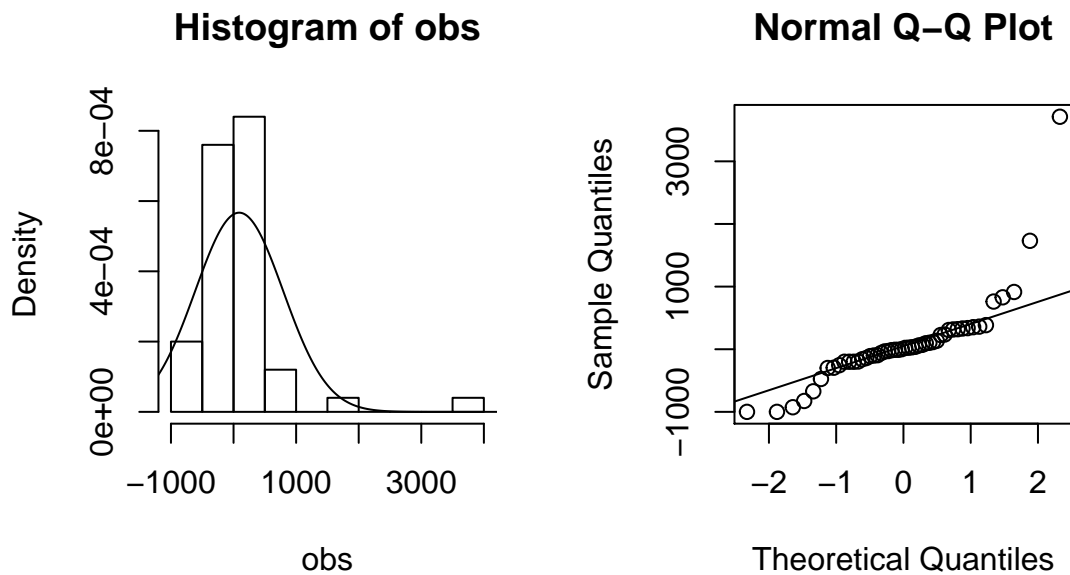 Histogram of obs
Density
0e+00
4e−04
8e−04
−1000
1000
3000
obs
Normal Q−Q Plot
Sample Quantiles
−1000
1000
3000
−2
−1
0
1
2
Theoretical Quantiles